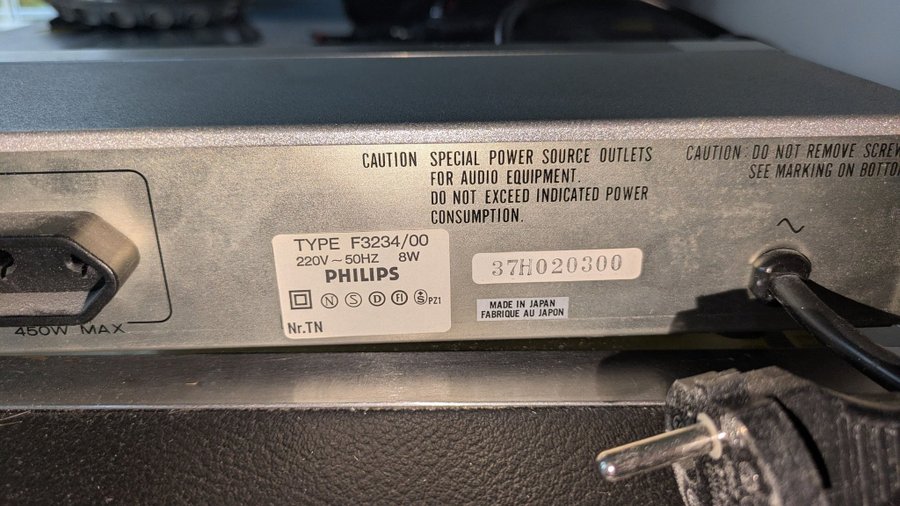 CAUTION SPECIAL POWER SOURCE OUTLETS
FOR AUDIO EQUIPMENT.
DO NOT EXCEED INDICATED POWER
CONSUMPTION.
CAUTION: DO NOT REMOVE SCREW
SEE MARKING ON BOTTO
~
450W MAX
TYPE F3234/00
220V ~ 50HZ 8W
PHILIPS
N S D FI S PZ1
Nr.TN
37H020300
MADE IN JAPAN
FABRIQUE AU JAPON